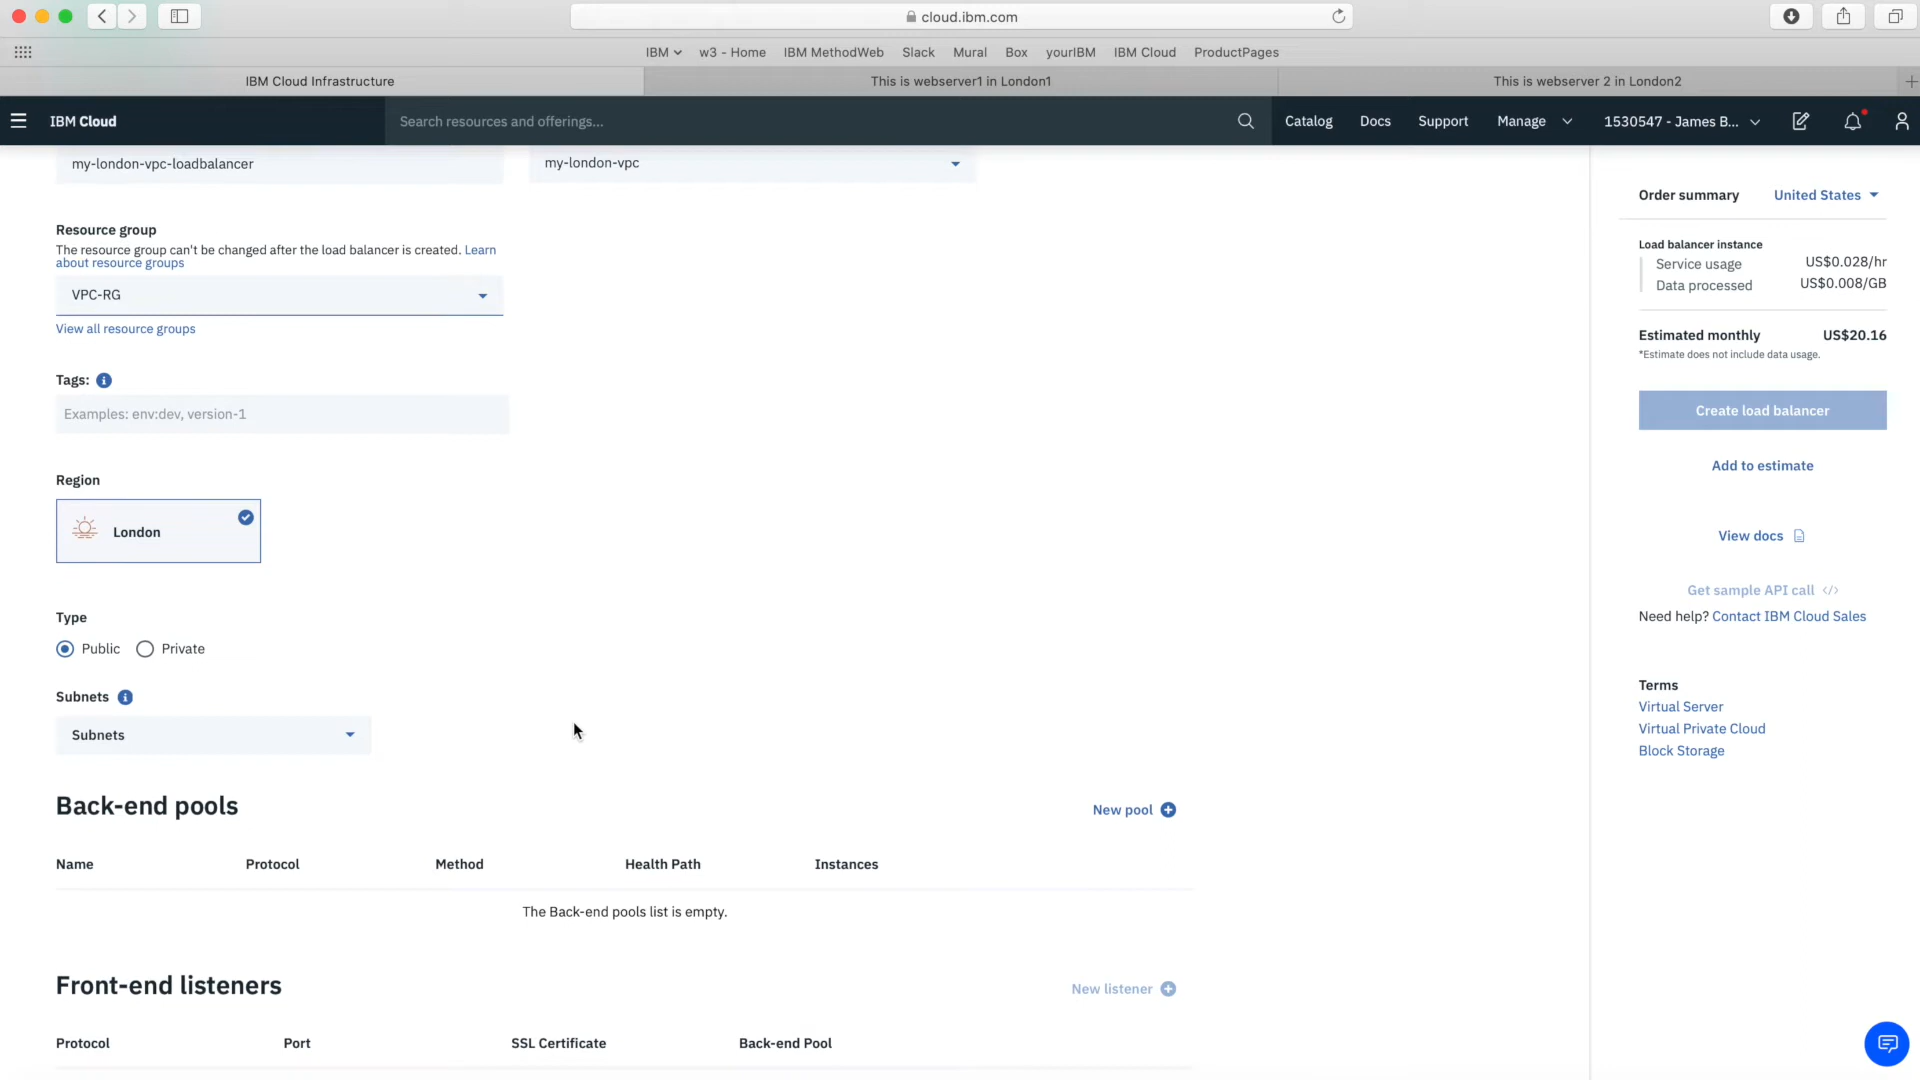 cloud.ibm.com
IBM
w3 - Home
IBM MethodWeb
Slack
Mural
Box
yourIBM
IBM Cloud
ProductPages
IBM Cloud Infrastructure
This is webserver1 in London1
This is webserver 2 in London2
IBM Cloud
Search resources and offerings...
Catalog
Docs
Support
Manage
1530547 - James B...
my-london-vpc-loadbalancer
my-london-vpc
Resource group
The resource group can't be changed after the load balancer is created. Learn
about resource groups
VPC-RG
View all resource groups
Tags:
Examples: env:dev, version-1
Region
London
Type
Public
Private
Subnets
Subnets
Back-end pools
New pool
Name
Protocol
Method
Health Path
Instances
The Back-end pools list is empty.
Front-end listeners
New listener
Protocol
Port
SSL Certificate
Back-end Pool
Order summary
United States
Load balancer instance
Service usage
US$0.028/hr
Data processed
US$0.008/GB
Estimated monthly
US$20.16
*Estimate does not include data usage.
Create load balancer
Add to estimate
View docs
Get sample API call </>
Need help? Contact IBM Cloud Sales
Terms
Virtual Server
Virtual Private Cloud
Block Storage